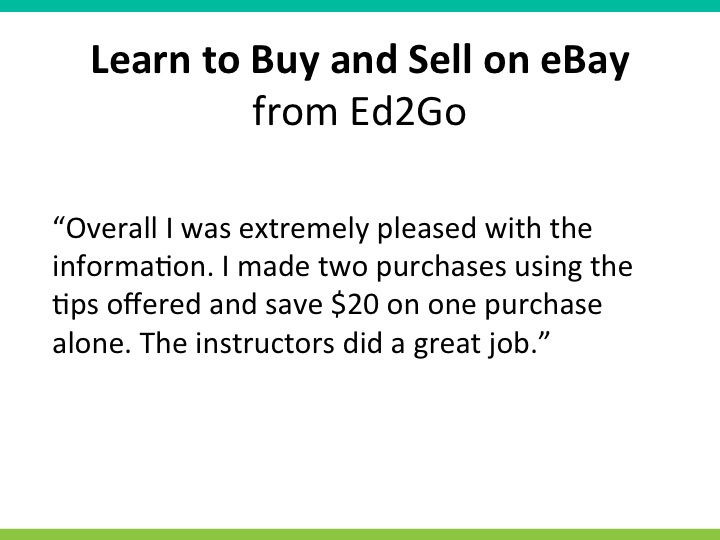 Learn to Buy and Sell on eBay
from Ed2Go
“Overall I was extremely pleased with the
information. I made two purchases using the
tips offered and save $20 on one purchase
alone. The instructors did a great job.”